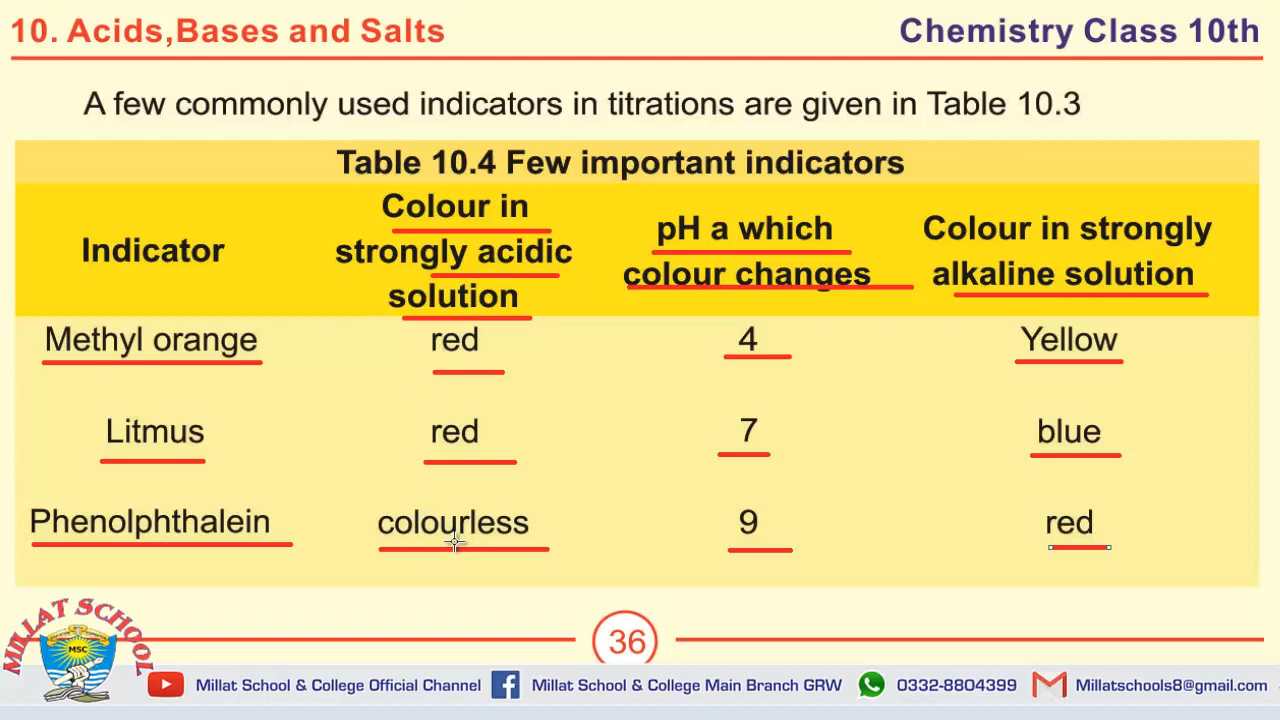 10. Acids,Bases and Salts
Chemistry Class 10th
A few commonly used indicators in titrations are given in Table 10.3
Table 10.4 Few important indicators
Indicator
Colour in
strongly acidic
solution
pH a which
colour changes
Colour in strongly
alkaline solution
Methyl orange red 4 Yellow
Litmus red 7 blue
Phenolphthalein colourless 9 red
36
MILLAT SCHOOL
MSC
Millat School & College Official Channel
Millat School & College Main Branch GRW
0332-8804399
Millatschools8@gmail.com